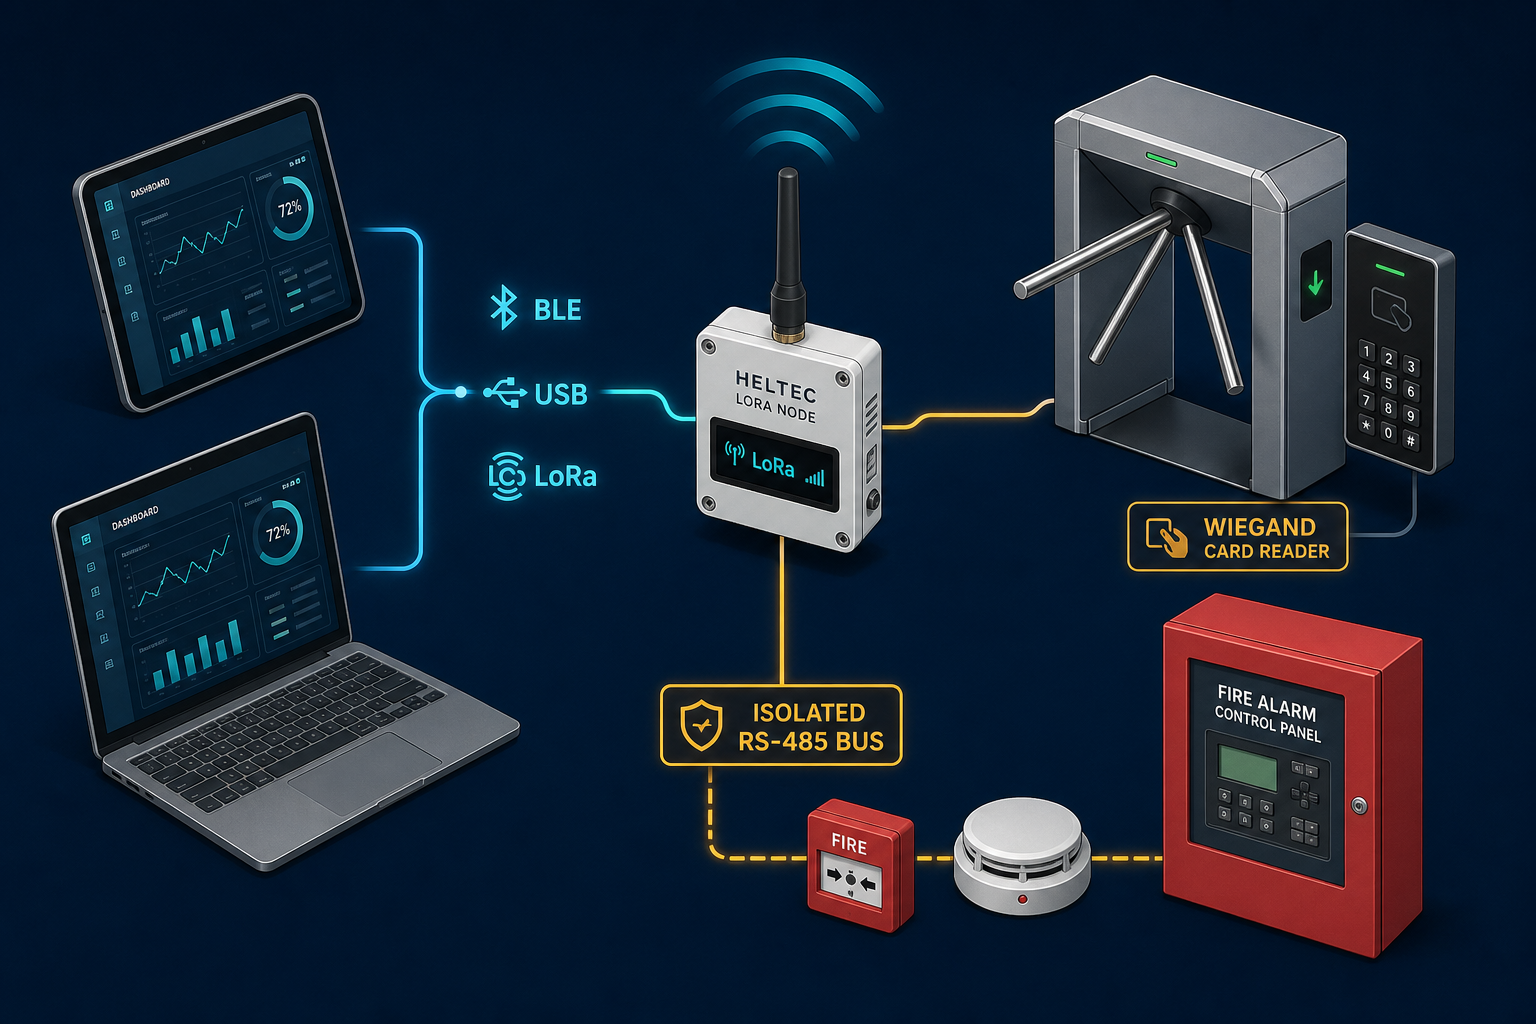 DASHBOARD
72%
DASHBOARD
72%
BLE
USB
LoRa
HELTEC
LORA NODE
LoRa
1 2 3
4 5 6
7 8 9
* 0 #
WIEGAND
CARD READER
ISOLATED
RS-485 BUS
FIRE
FIRE ALARM
CONTROL PANEL